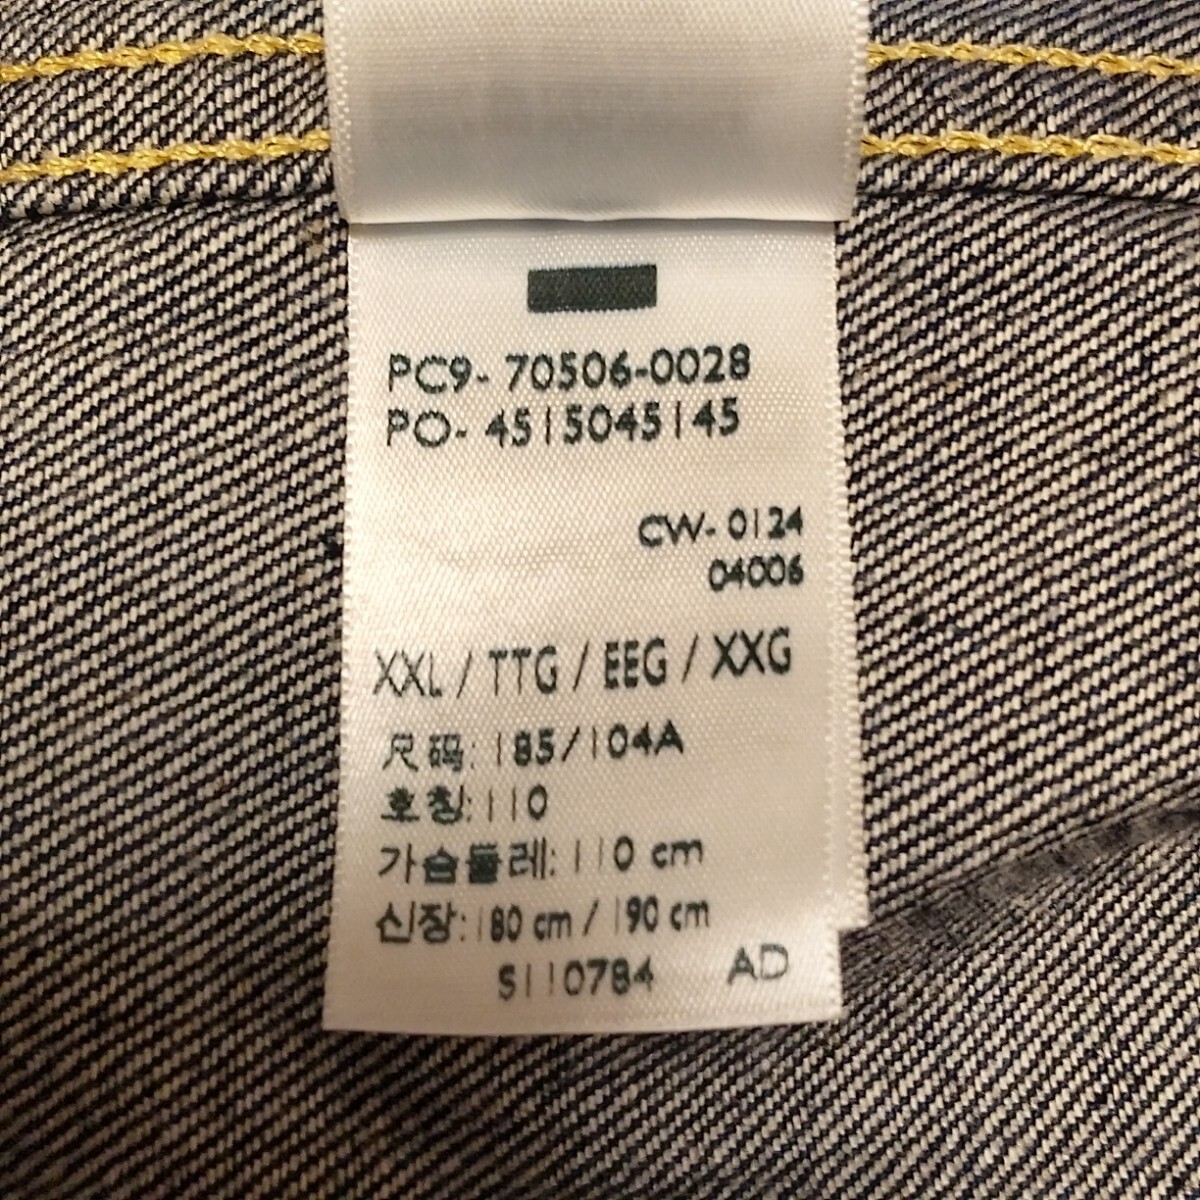 PC9- 70506-0028
PO- 4515045145
CW- 0124
04006
XXL / TTG / EEG / XXG
尺码: 185/104A
호칭: 110
가슴둘레: 110 cm
신장: 180 cm / 190 cm
S110784 AD